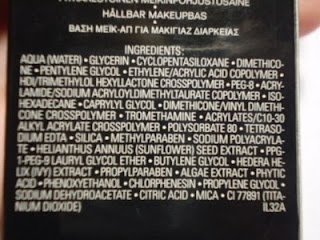 HÅLLBAR MAKEUPBAS
ΒΑΣΗ ΜΕΪΚ-ΑΠ ΓΙΑ ΜΑΚΙΓΙΑΖ ΔΙΑΡΚΕΙΑΣ
INGREDIENTS:
AQUA (WATER) • GLYCERIN • CYCLOPENTASILOXANE • DIMETHICO-
NE • PENTYLENE GLYCOL • ETHYLENE/ACRYLIC ACID COPOLYMER •
HDI/TRIMETHYLOL HEXYLLACTONE CROSSPOLYMER • PEG-8 • ACRY-
LAMIDE/SODIUM ACRYLOYLDIMETHYLTAURATE COPOLYMER • ISO-
HEXADECANE • CAPRYLYL GLYCOL • DIMETHICONE/VINYL DIMETHI-
CONE CROSSPOLYMER • TROMETHAMINE • ACRYLATES/C10-30
ALKYL ACRYLATE CROSSPOLYMER • POLYSORBATE 80 • TETRASO-
DIUM EDTA • SILICA • METHYLPARABEN • SODIUM POLYACRYLA-
TE • HELIANTHUS ANNUUS (SUNFLOWER) SEED EXTRACT • PPG-
1-PEG-9 LAURYL GLYCOL ETHER • BUTYLENE GLYCOL • HEDERA HE-
LIX (IVY) EXTRACT • PROPYLPARABEN • ALGAE EXTRACT • PHYTIC
ACID • PHENOXYETHANOL • CHLORPHENESIN • PROPYLENE GLYCOL •
SODIUM DEHYDROACETATE • CITRIC ACID • MICA • CI 77891 (TITA-
NIUM DIOXIDE) IL32A